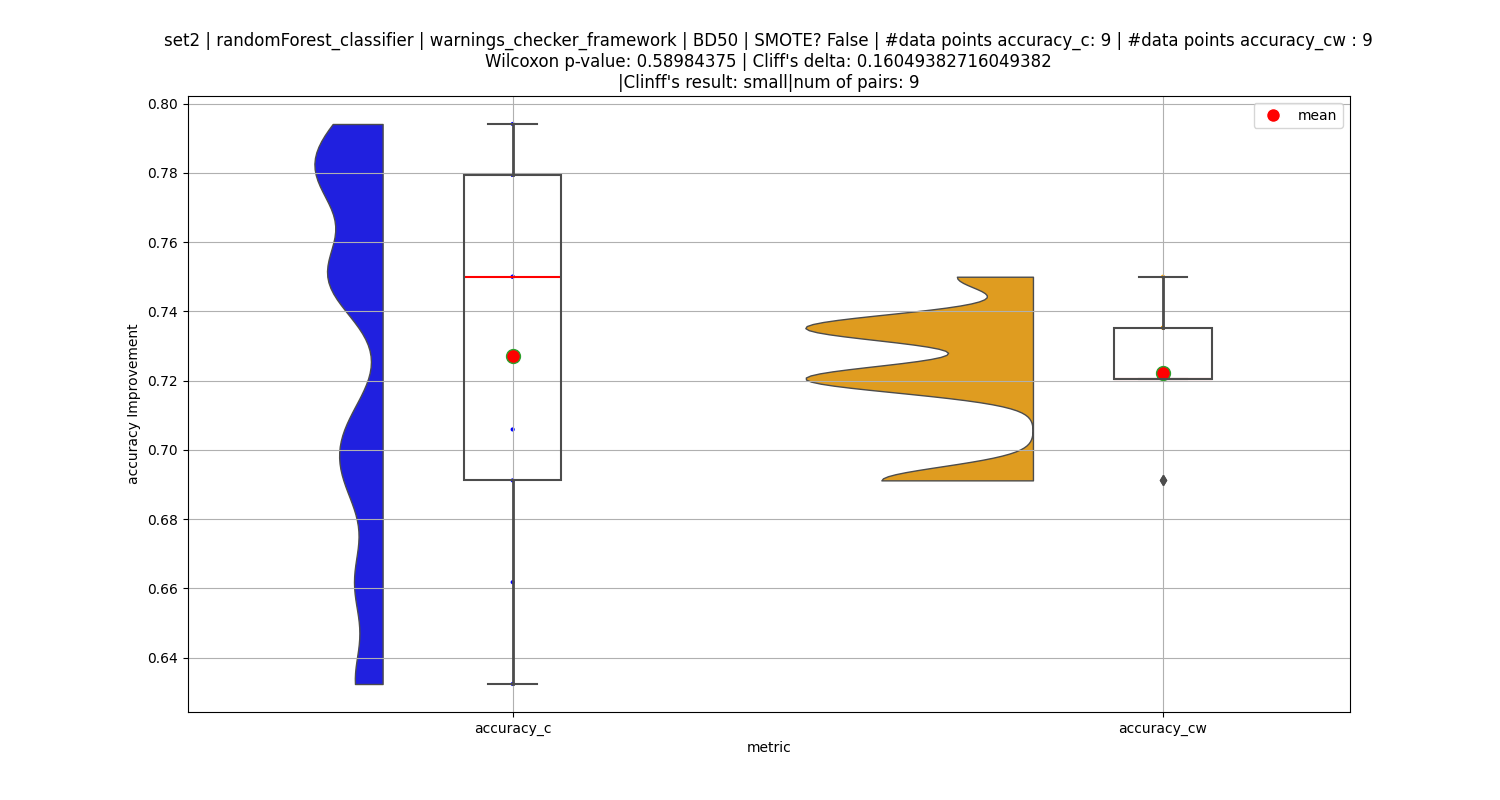 set2 | randomForest_classifier | warnings_checker_framework | BD50 | SMOTE? False | #data points accuracy_c: 9 | #data points accuracy_cw : 9
Wilcoxon p-value: 0.58984375 | Cliff's delta: 0.16049382716049382
|Clinff's result: small|num of pairs: 9
mean
0.80
0.78
0.76
0.74
0.72
0.70
0.68
0.66
0.64
accuracy Improvement
accuracy_c
accuracy_cw
metric